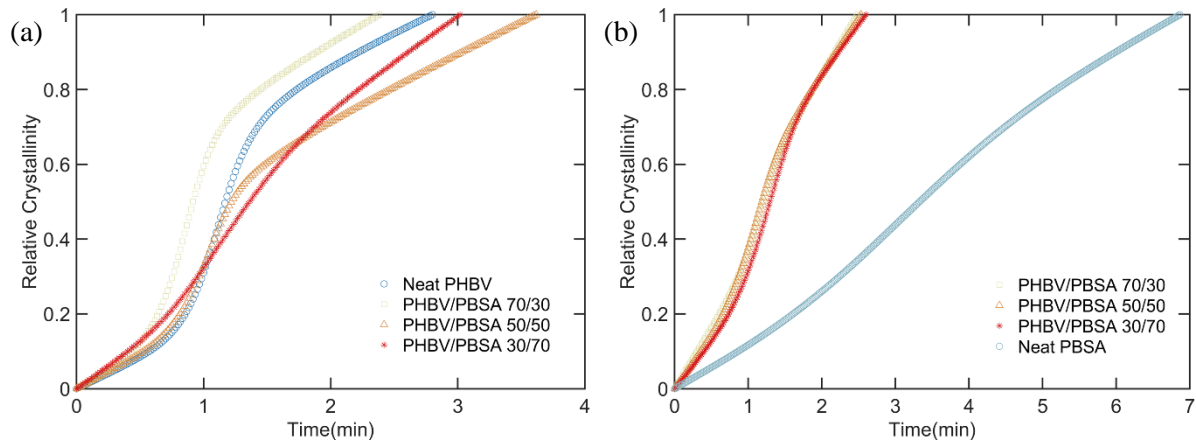 (a)
Relative Crystallinity
1
0.8
0.6
0.4
0.2
0
0 1 2 3 4
Time(min)
Neat PHBV
PHBV/PBSA 70/30
PHBV/PBSA 50/50
PHBV/PBSA 30/70
(b)
Relative Crystallinity
1
0.8
0.6
0.4
0.2
0
0 1 2 3 4 5 6 7
Time(min)
PHBV/PBSA 70/30
PHBV/PBSA 50/50
PHBV/PBSA 30/70
Neat PBSA